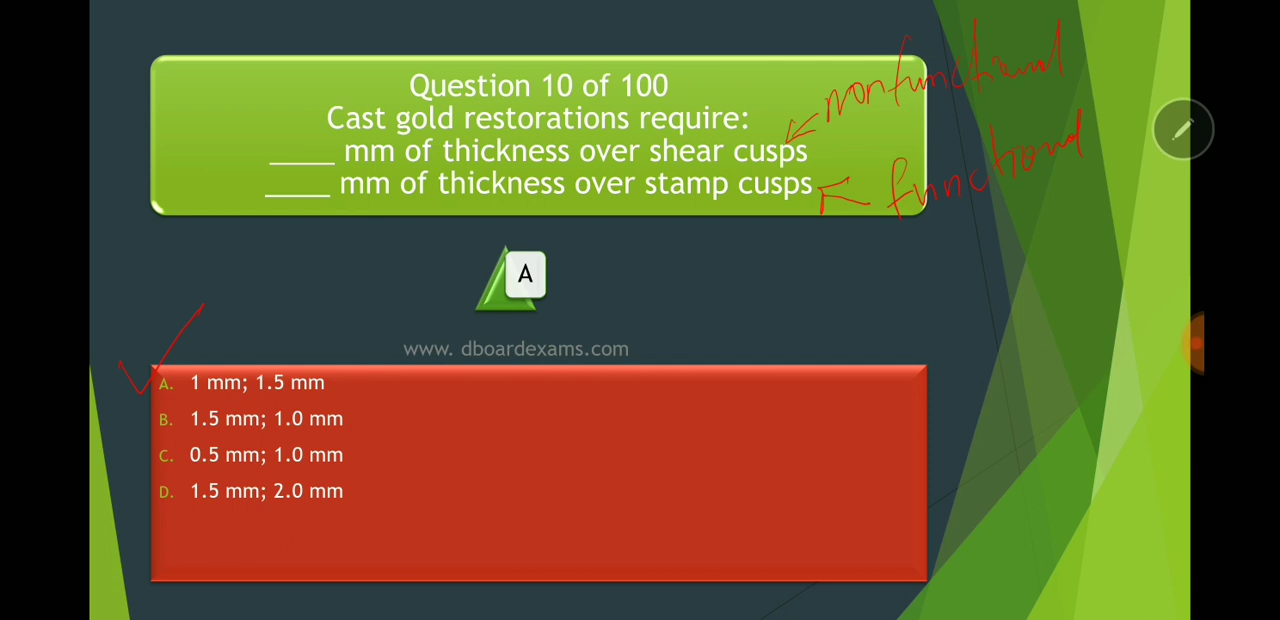 Question 10 of 100
Cast gold restorations require:
_____ mm of thickness over shear cusps
_____ mm of thickness over stamp cusps
nonfunctional
functional
A
www. dboardexams.com
A. 1 mm; 1.5 mm
B. 1.5 mm; 1.0 mm
C. 0.5 mm; 1.0 mm
D. 1.5 mm; 2.0 mm